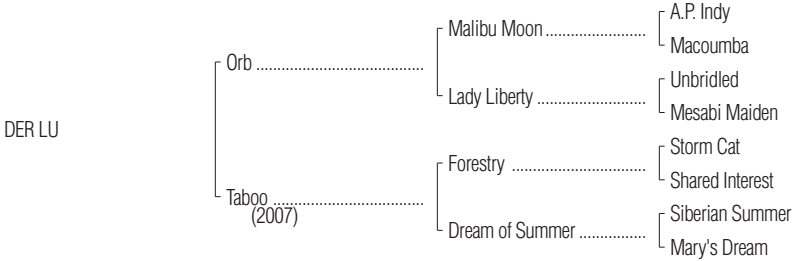 A.P. Indy
Malibu Moon
Macoumba
Orb
Unbridled
Lady Liberty
Mesabi Maiden
DER LU
Storm Cat
Forestry
Shared Interest
Taboo
(2007)
Siberian Summer
Dream of Summer
Mary's Dream